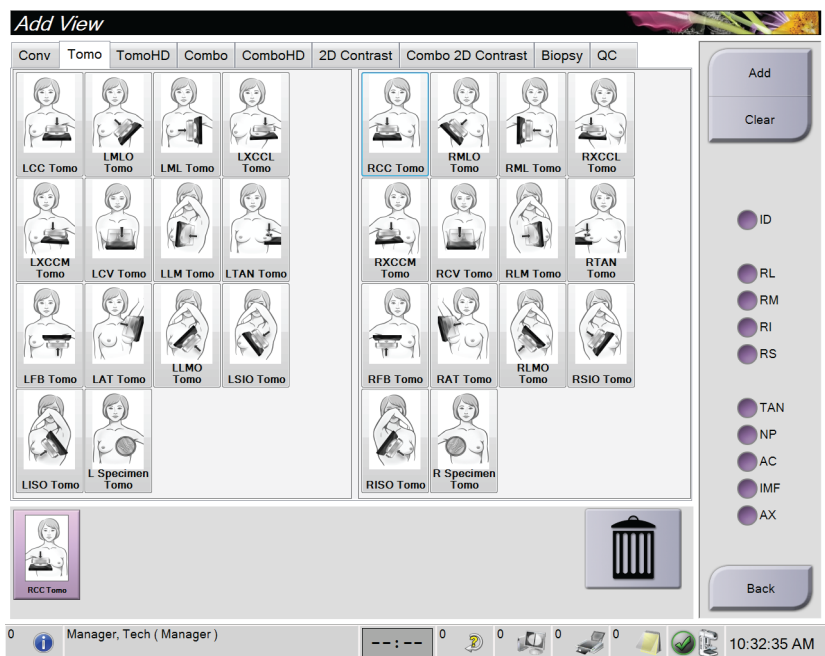 Add View
Conv Tomo TomoHD Combo ComboHD 2D Contrast Combo 2D Contrast Biopsy QC
LCC Tomo
LMLO
Tomo
LML Tomo
LXCCL
Tomo
RCC Tomo
RMLO
Tomo
RML Tomo
RXCCL
Tomo
LXCCM
Tomo
LCV Tomo
LLM Tomo
LTAN Tomo
RXCCM
Tomo
RCV Tomo
RLM Tomo
RTAN
Tomo
LFB Tomo
LAT Tomo
LLMO
Tomo
LSIO Tomo
RFB Tomo
RAT Tomo
RLMO
Tomo
RSIO Tomo
LISO Tomo
L Specimen
Tomo
RISO Tomo
R Specimen
Tomo
RCC Tomo
Add
Clear
ID
RL
RM
RI
RS
TAN
NP
AC
IMF
AX
Back
0 Manager, Tech ( Manager ) --:-- 0 0 0 0 10:32:35 AM